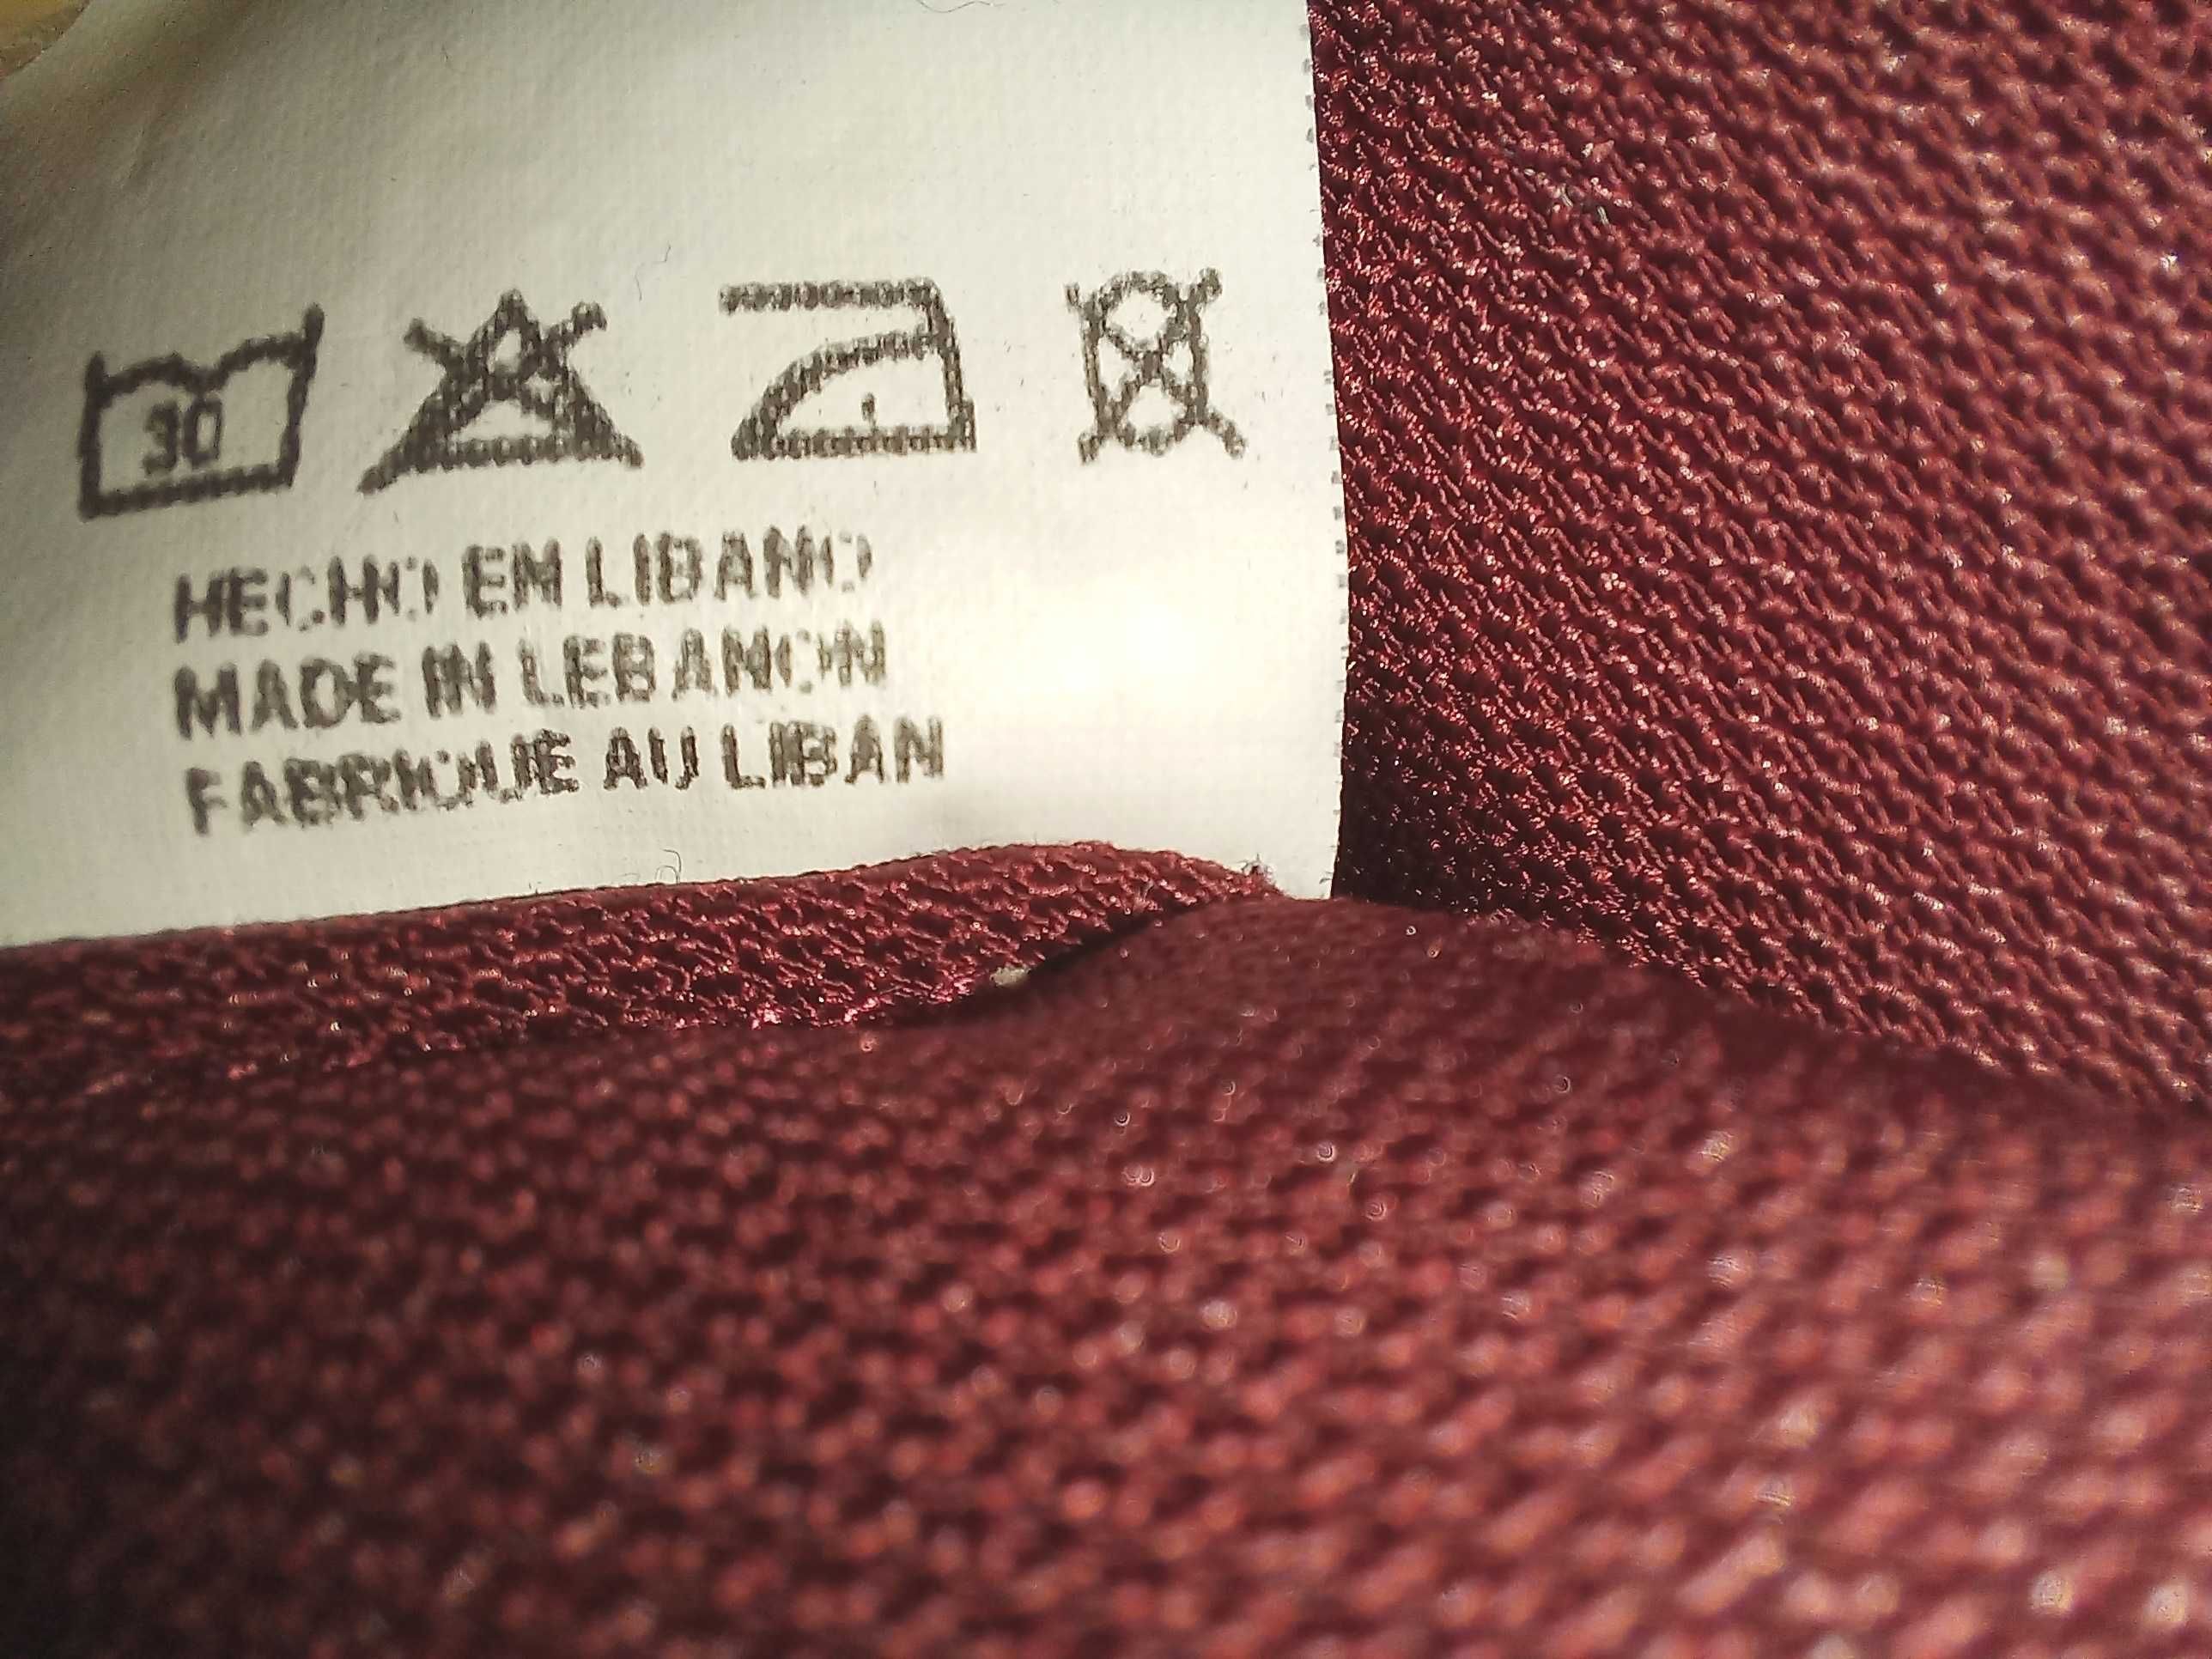 30
HECHO EN LIBANO
MADE IN LEBANON
FABRIQUE AU LIBAN